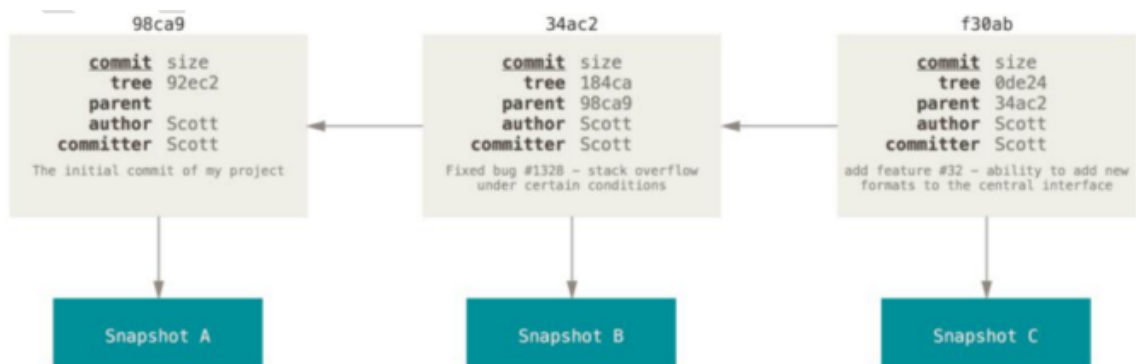 98ca9
commit size
tree 92ec2
parent
author Scott
committer Scott
The initial commit of my project
Snapshot A
34ac2
commit size
tree 184ca
parent 98ca9
author Scott
committer Scott
Fixed bug #1328 – stack overflow
under certain conditions
Snapshot B
f30ab
commit size
tree 0de24
parent 34ac2
author Scott
committer Scott
add feature #32 – ability to add new
formats to the central interface
Snapshot C